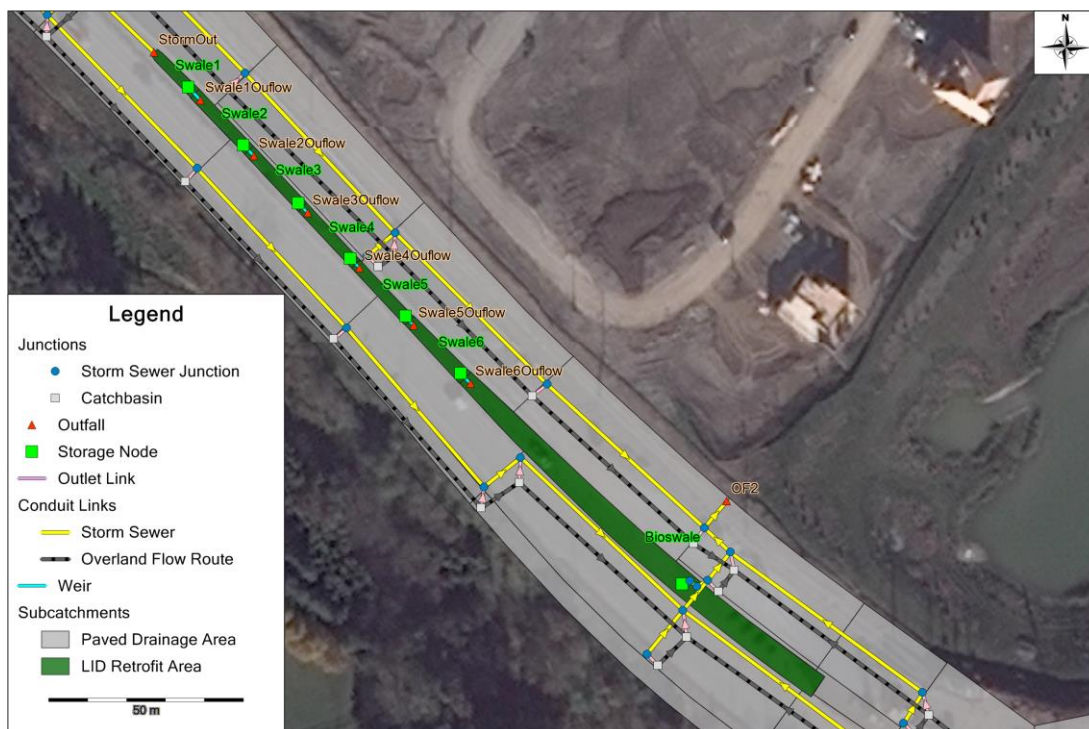 N
StormOut
Swale1
Swale1Ouflow
Swale2
Swale2Ouflow
Swale3
Swale3Ouflow
Swale4
Swale4Ouflow
Swale5
Swale5Ouflow
Swale6
Swale6Ouflow
OF2
Bioswale
Legend
Junctions
Storm Sewer Junction
Catchbasin
Outfall
Storage Node
Outlet Link
Conduit Links
Storm Sewer
Overland Flow Route
Weir
Subcatchments
Paved Drainage Area
LID Retrofit Area
50 m